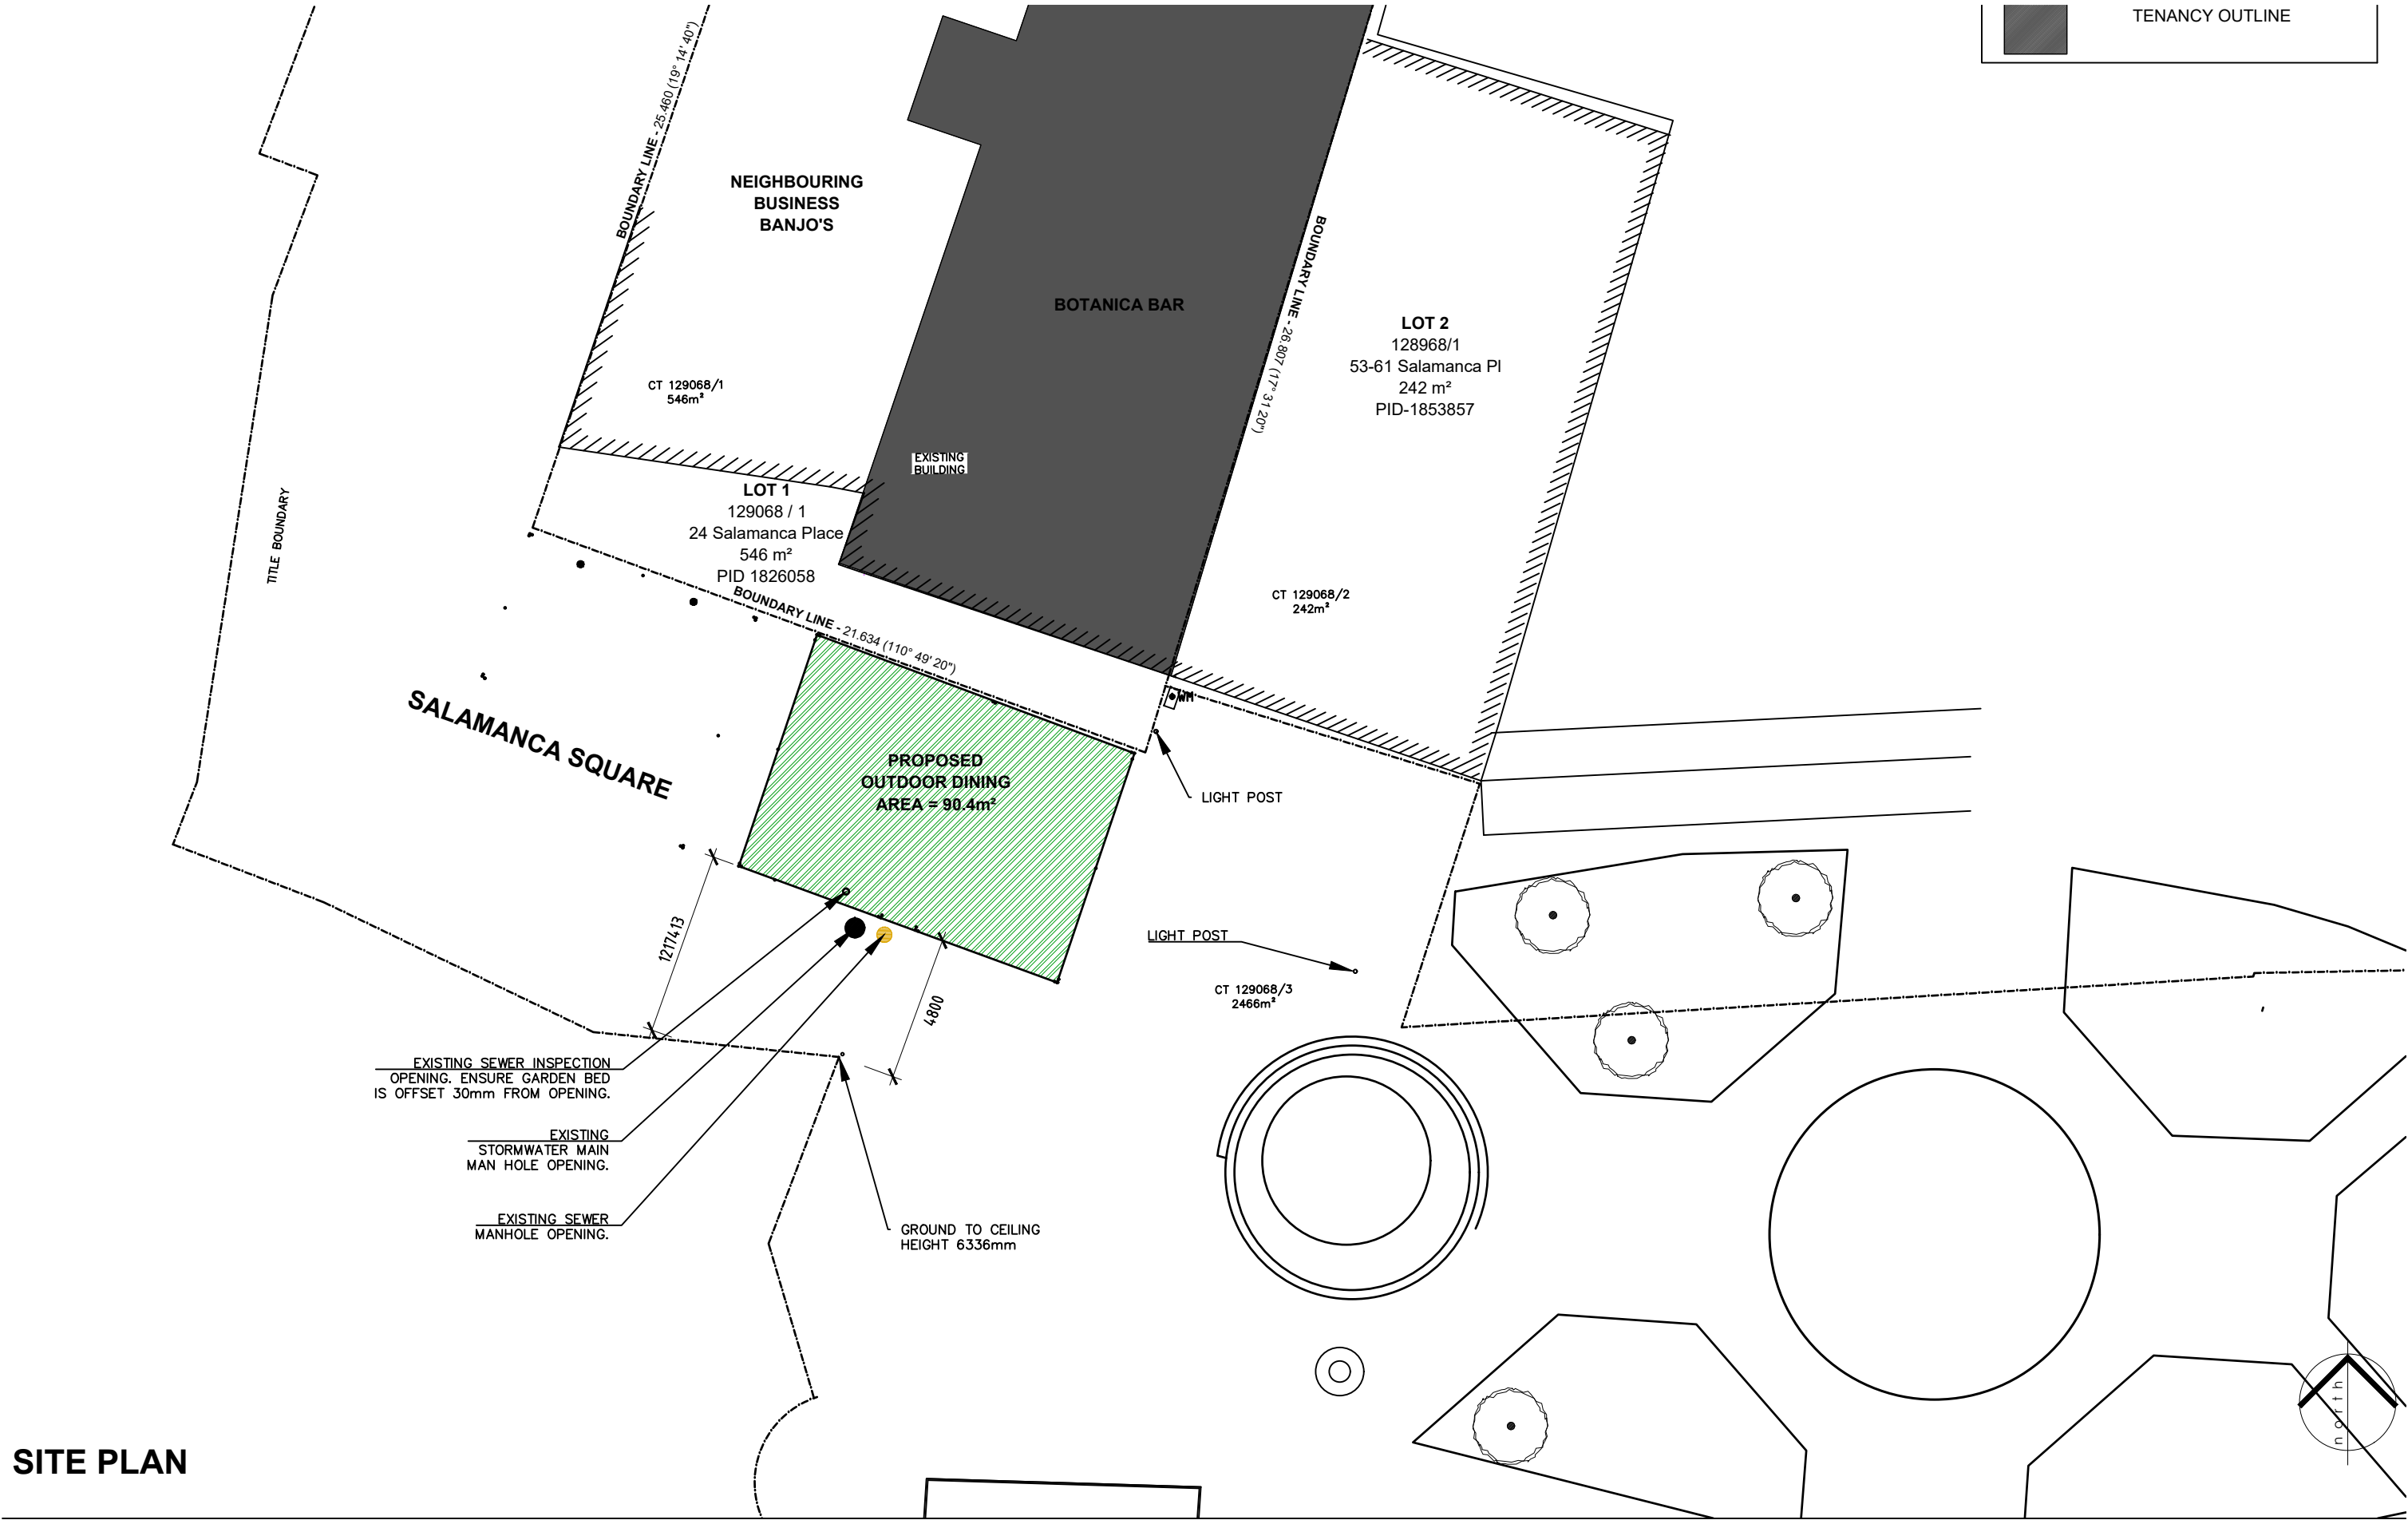 TENANCY OUTLINE
BOUNDARY LINE - 25.460 (19° 14' 40")
NEIGHBOURING
BUSINESS
BANJO'S
BOTANICA BAR
BOUNDARY LINE - 26.807 (17° 31 20")
LOT 2
128968/1
53-61 Salamanca Pl
242 m²
PID-1853857
CT 129068/1
546m²
EXISTING
BUILDING
LOT 1
129068 / 1
24 Salamanca Place
546 m²
PID 1826058
TITLE BOUNDARY
CT 129068/2
242m²
BOUNDARY LINE - 21.634 (110° 49' 20")
WM
SALAMANCA SQUARE
PROPOSED
OUTDOOR DINING
AREA = 90.4m²
LIGHT POST
1217413
LIGHT POST
CT 129068/3
2466m²
4800
EXISTING SEWER INSPECTION
OPENING. ENSURE GARDEN BED
IS OFFSET 30mm FROM OPENING.
EXISTING
STORMWATER MAIN
MAN HOLE OPENING.
EXISTING SEWER
MANHOLE OPENING.
GROUND TO CEILING
HEIGHT 6336mm
north
SITE PLAN